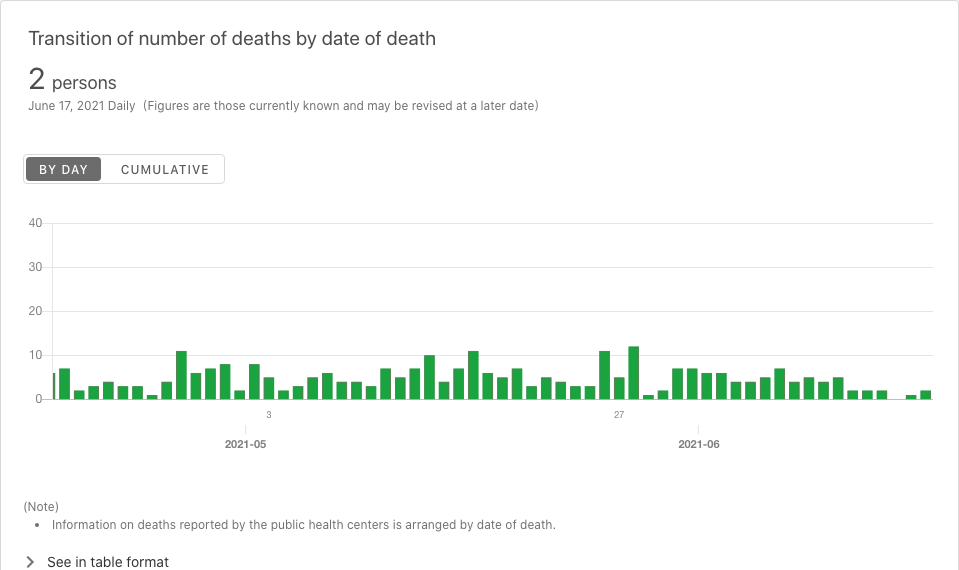 Transition of number of deaths by date of death
2 persons
June 17, 2021 Daily (Figures are those currently known and may be revised at a later date)
BY DAY CUMULATIVE
40
30
20
10
0
3 27
2021-05 2021-06
(Note)
• Information on deaths reported by the public health centers is arranged by date of death.
See in table format